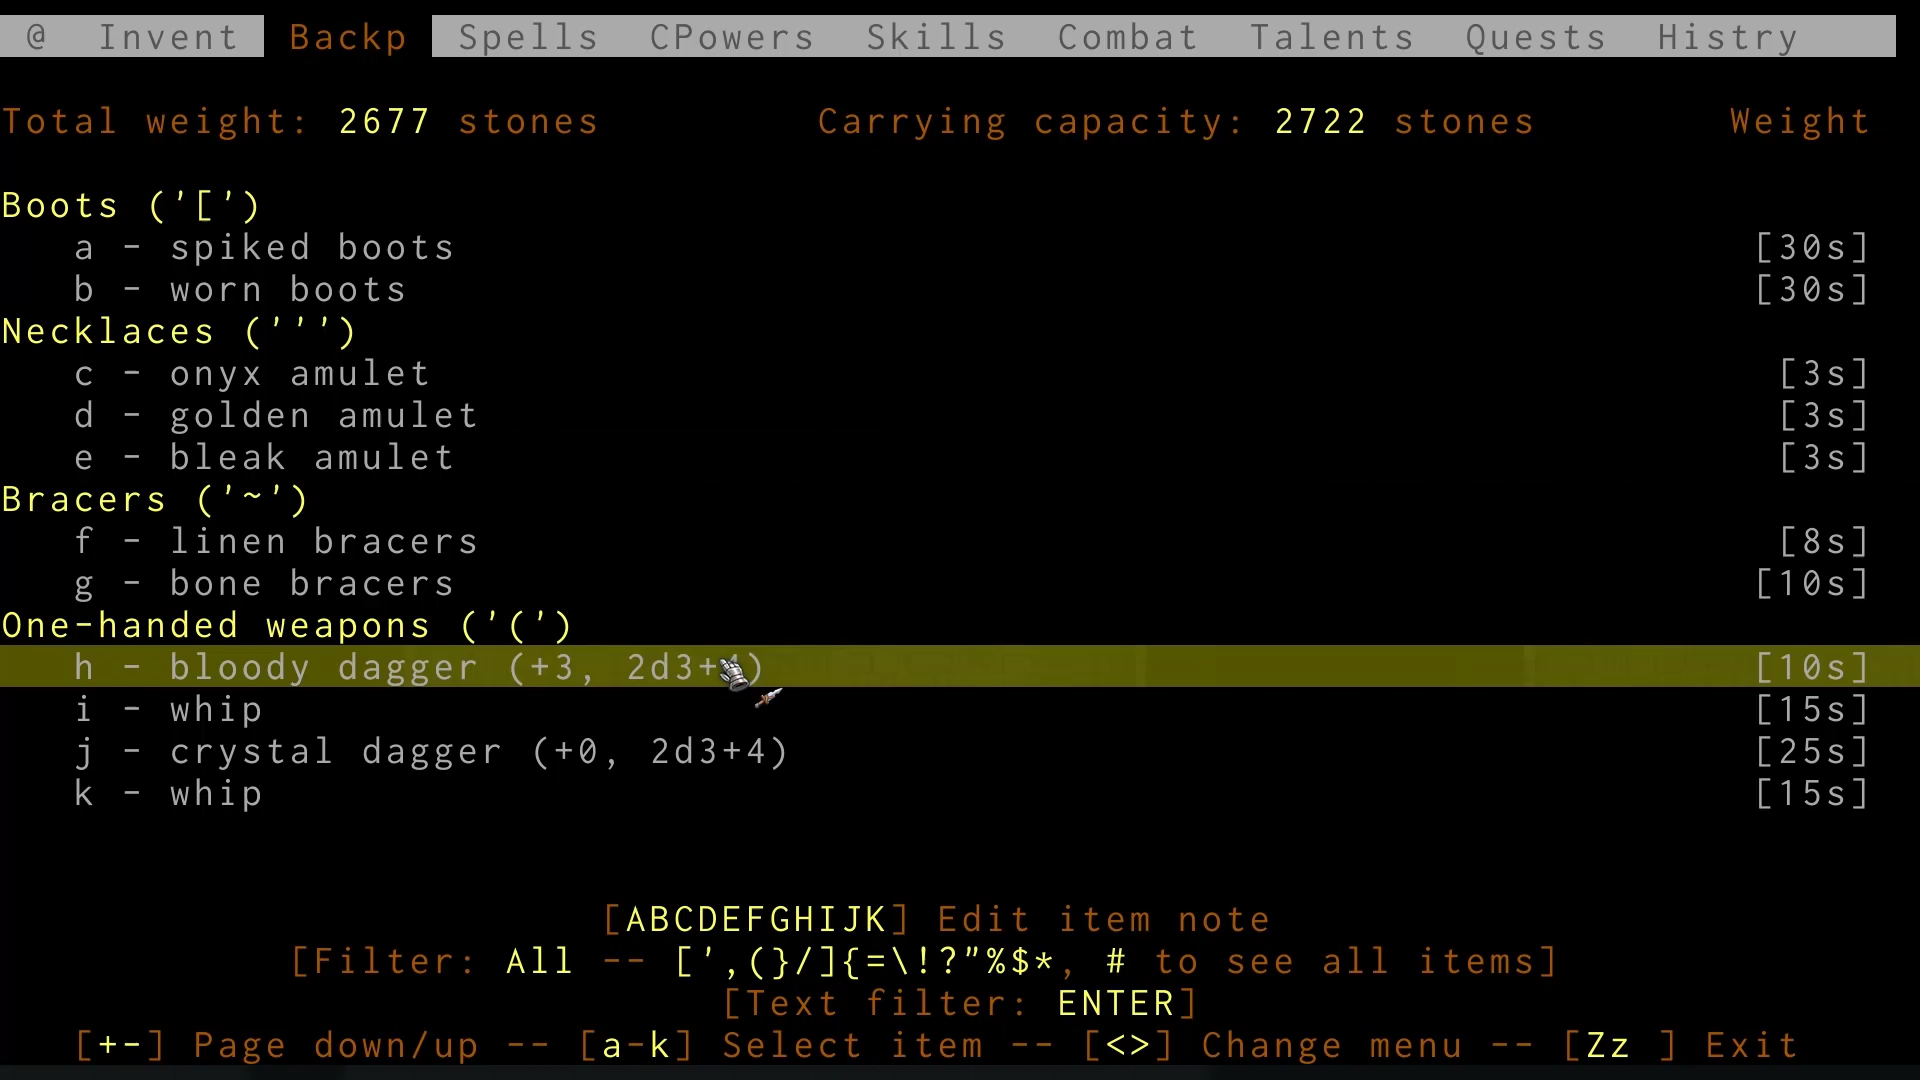 @ Invent Backp Spells CPowers Skills Combat Talents Quests Histry
Total weight: 2677 stones Carrying capacity: 2722 stones Weight
Boots ('[')
a - spiked boots [30s]
b - worn boots [30s]
Necklaces (''')
c - onyx amulet [3s]
d - golden amulet [3s]
e - bleak amulet [3s]
Bracers ('~')
f - linen bracers [8s]
g - bone bracers [10s]
One-handed weapons ('(')
h - bloody dagger (+3, [10s]
i - whip [15s]
j - crystal dagger (+0, 2d3+4) [25s]
k - whip [15s]
[ABCDEFGHIJK] Edit item note
[Filter: All -- [',(}/]{=\!?"%$*, # to see all items]
[Text filter: ENTER]
[+-] Page down/up -- [a-k] Select item -- [<>] Change menu -- [Zz ] Exit